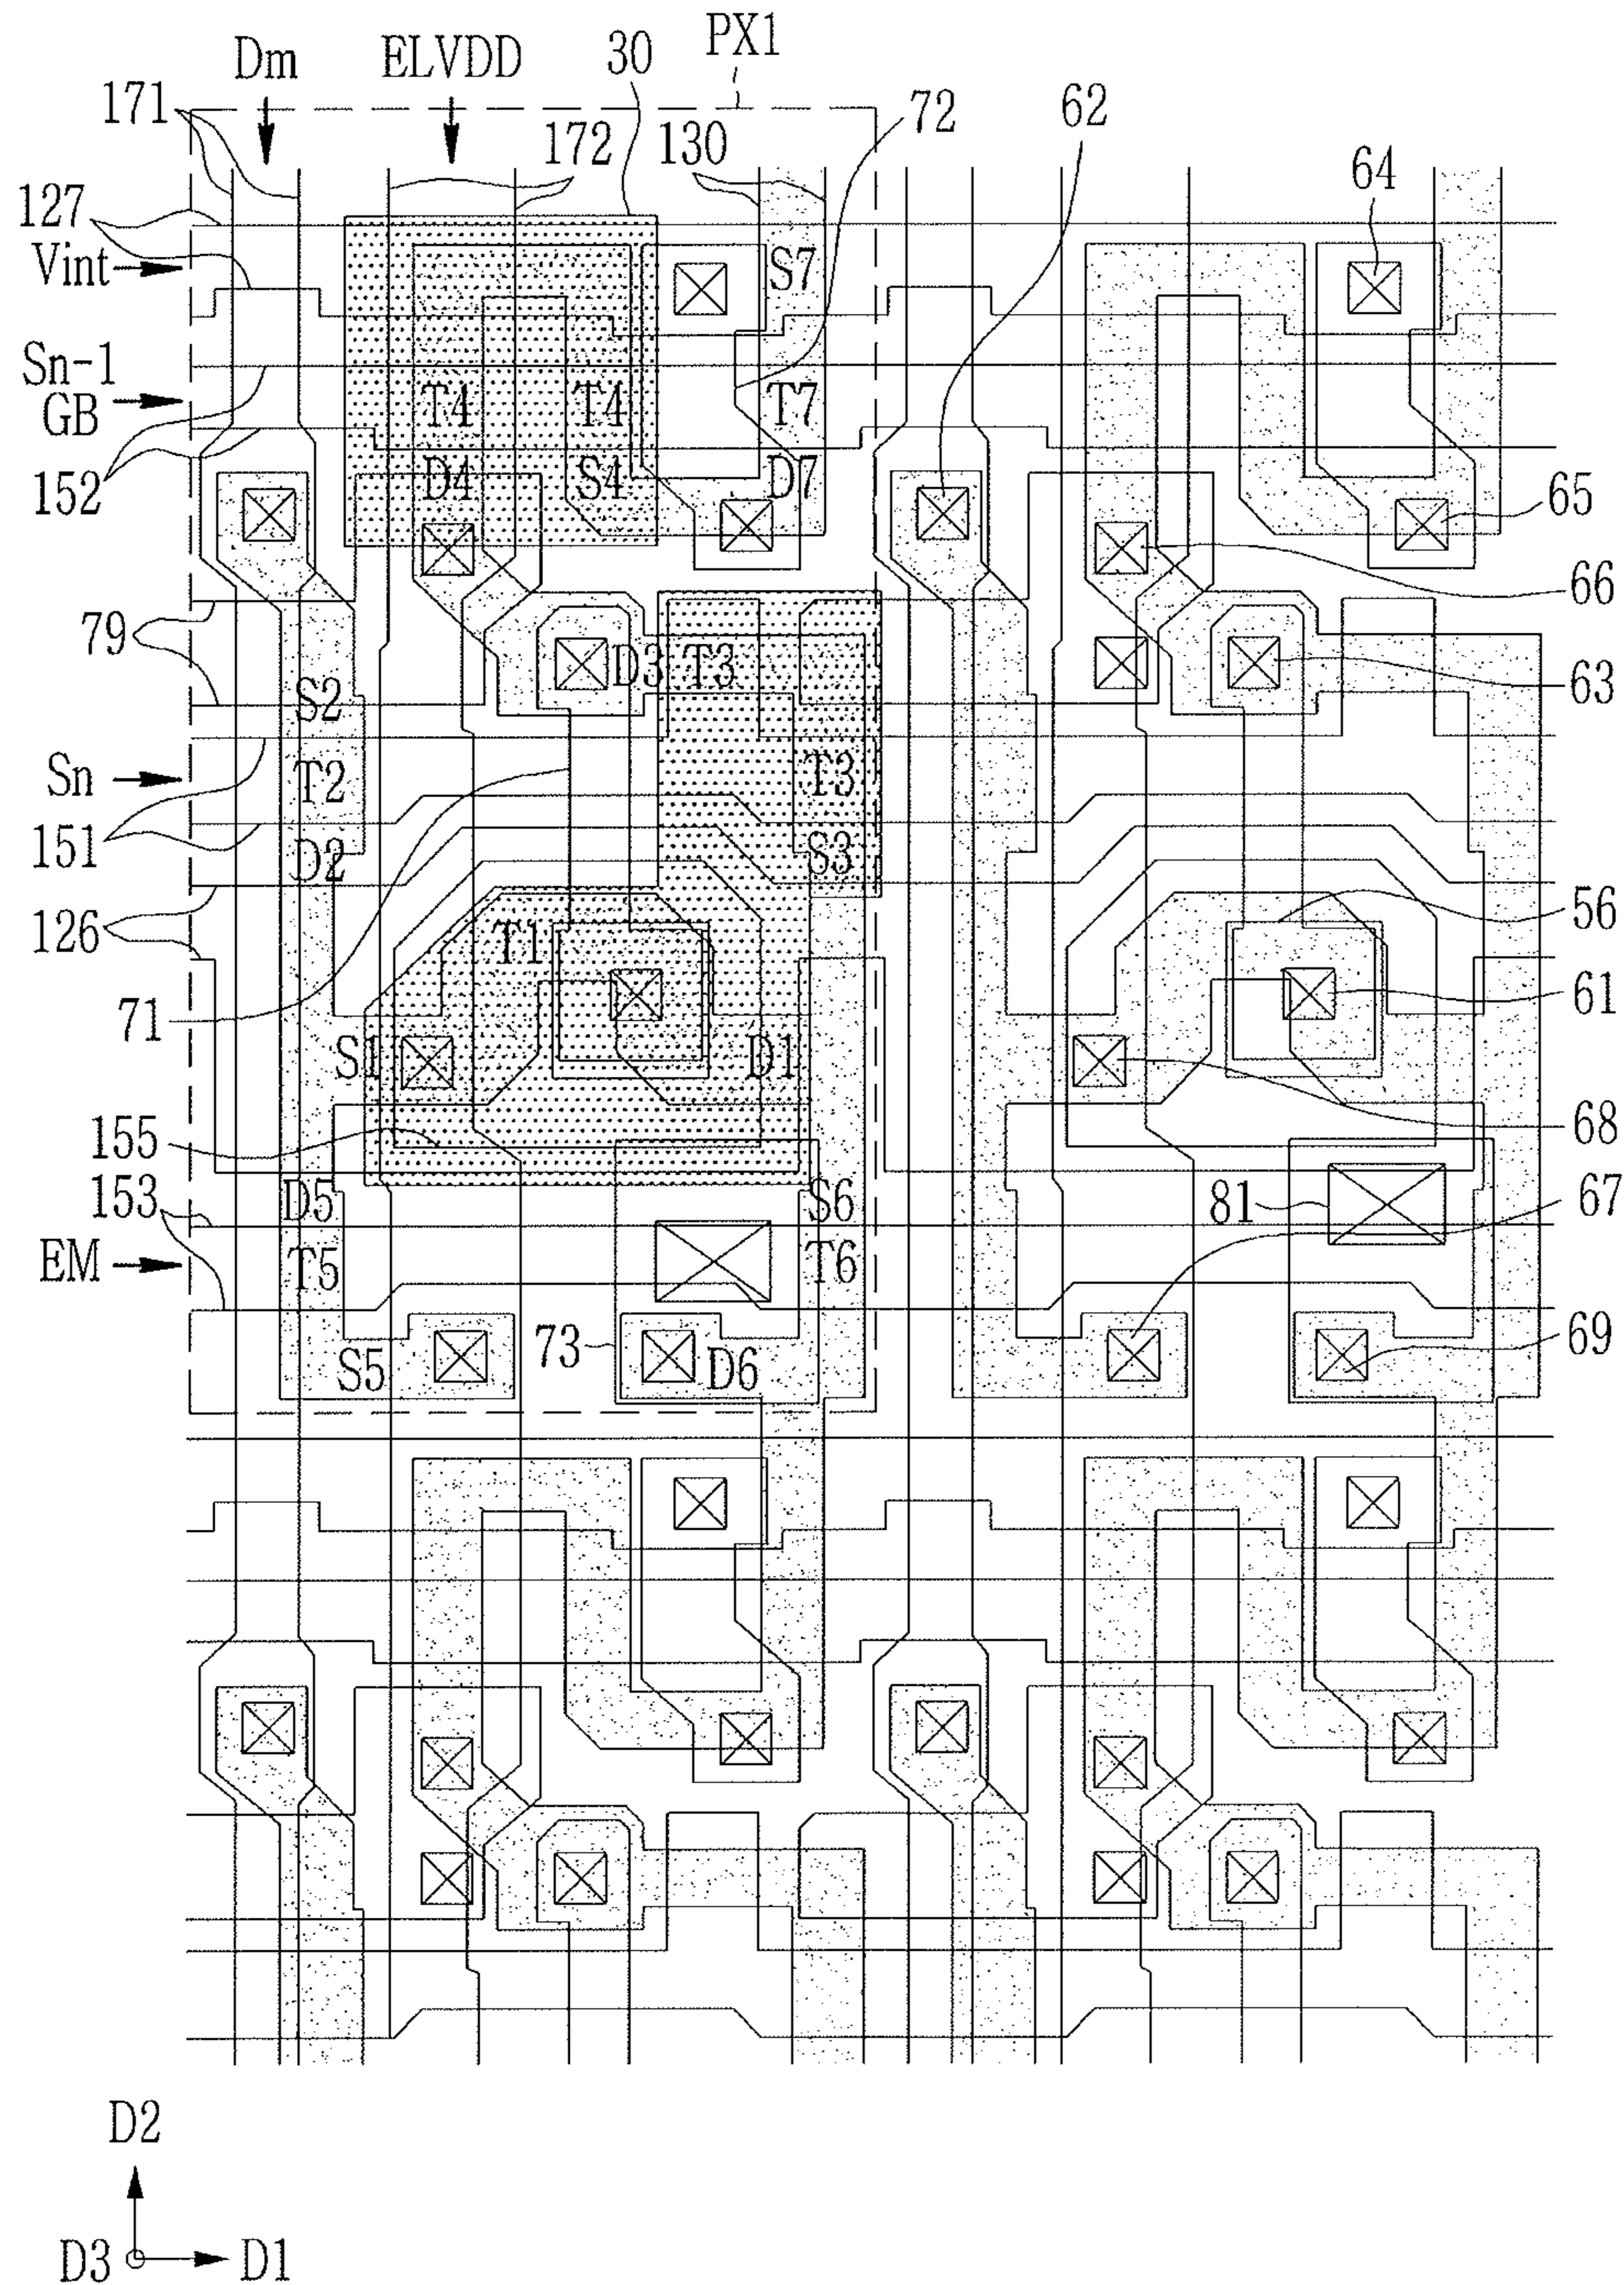 PX1
Dm
ELVDD
30
171
72
62
172
130
64
127
Vint
S7
Sn-1
GB
T4
T4
T7
152
D4
S4
D7
65
66
79
D3
T3
63
S2
Sn
T2
T3
151
D2
S3
126
T1
56
71
61
S1
D1
155
68
153
D5
S6
81
67
EM
T5
T6
73
69
S5
D6
D2
D3
D1